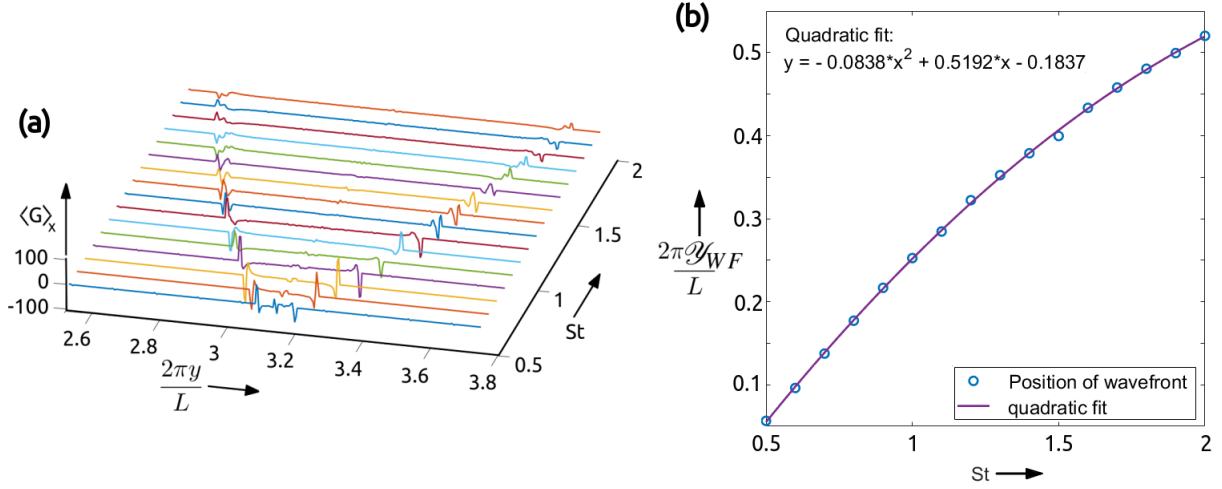 (a)
⟨G⟩x
100
0
-100
2.6
2.8
3
3.2
3.4
3.6
3.8
2πy
L
0.5
1
1.5
2
St
(b)
Quadratic fit:
y = - 0.0838*x² + 0.5192*x - 0.1837
0.5
0.4
0.3
0.2
0.1
2π𝒴WF
L
Position of wavefront
quadratic fit
0.5
1
1.5
2
St